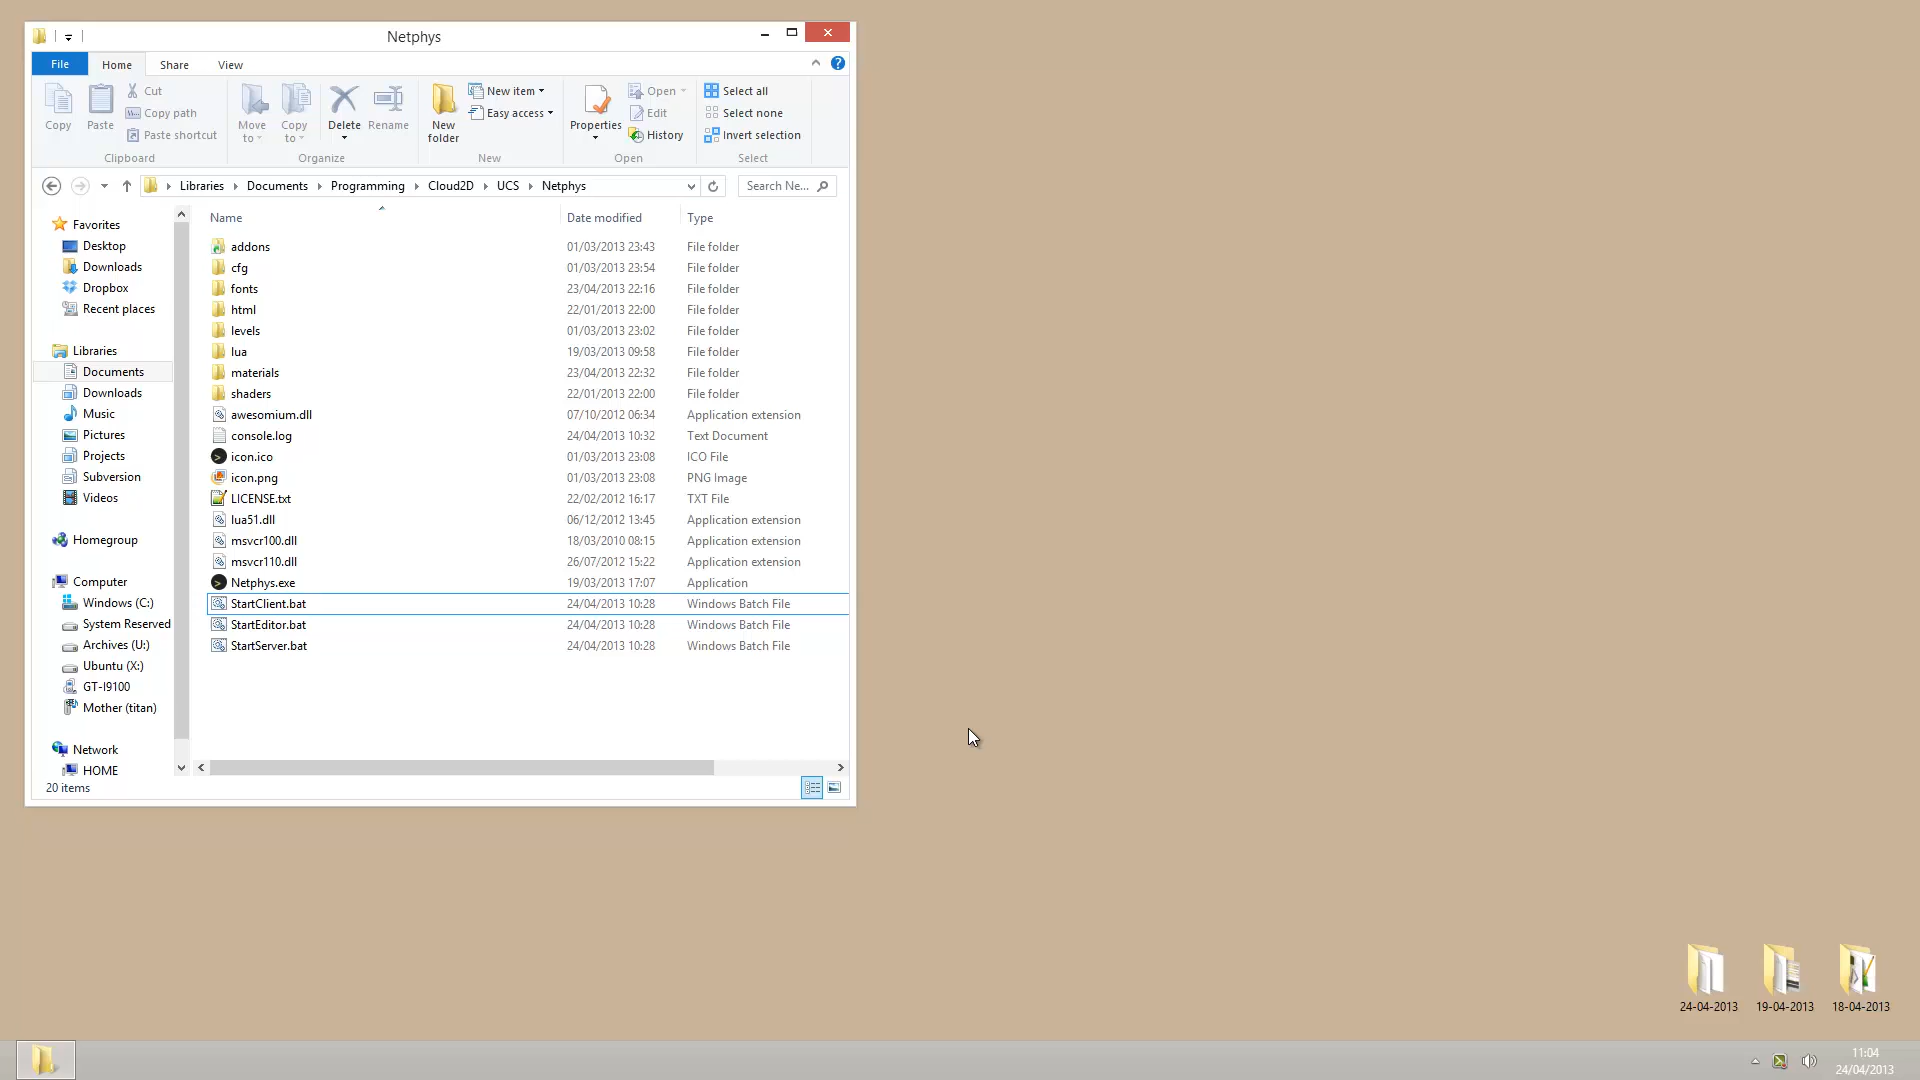 Netphys
File Home Share View
Copy
Paste
Cut
Copy path
Paste shortcut
Clipboard
Move to
Copy to
Delete
Rename
Organize
New folder
New item
Easy access
New
Properties
Open
Edit
History
Open
Select all
Select none
Invert selection
Select
Libraries Documents Programming Cloud2D UCS Netphys
Search Ne...
Favorites
Desktop
Downloads
Dropbox
Recent places
Libraries
Documents
Downloads
Music
Pictures
Projects
Subversion
Videos
Homegroup
Computer
Windows (C:)
System Reserved
Archives (U:)
Ubuntu (X:)
GT-I9100
Mother (titan)
Network
HOME
Name Date modified Type
addons 01/03/2013 23:43 File folder
cfg 01/03/2013 23:54 File folder
fonts 23/04/2013 22:16 File folder
html 22/01/2013 22:00 File folder
levels 01/03/2013 23:02 File folder
lua 19/03/2013 09:58 File folder
materials 23/04/2013 22:32 File folder
shaders 22/01/2013 22:00 File folder
awesomium.dll 07/10/2012 06:34 Application extension
console.log 24/04/2013 10:32 Text Document
icon.ico 01/03/2013 23:08 ICO File
icon.png 01/03/2013 23:08 PNG Image
LICENSE.txt 22/02/2012 16:17 TXT File
lua51.dll 06/12/2012 13:45 Application extension
msvcr100.dll 18/03/2010 08:15 Application extension
msvcr110.dll 26/07/2012 15:22 Application extension
Netphys.exe 19/03/2013 17:07 Application
StartClient.bat 24/04/2013 10:28 Windows Batch File
StartEditor.bat 24/04/2013 10:28 Windows Batch File
StartServer.bat 24/04/2013 10:28 Windows Batch File
20 items
24-04-2013 19-04-2013 18-04-2013
11:04
24/04/2013